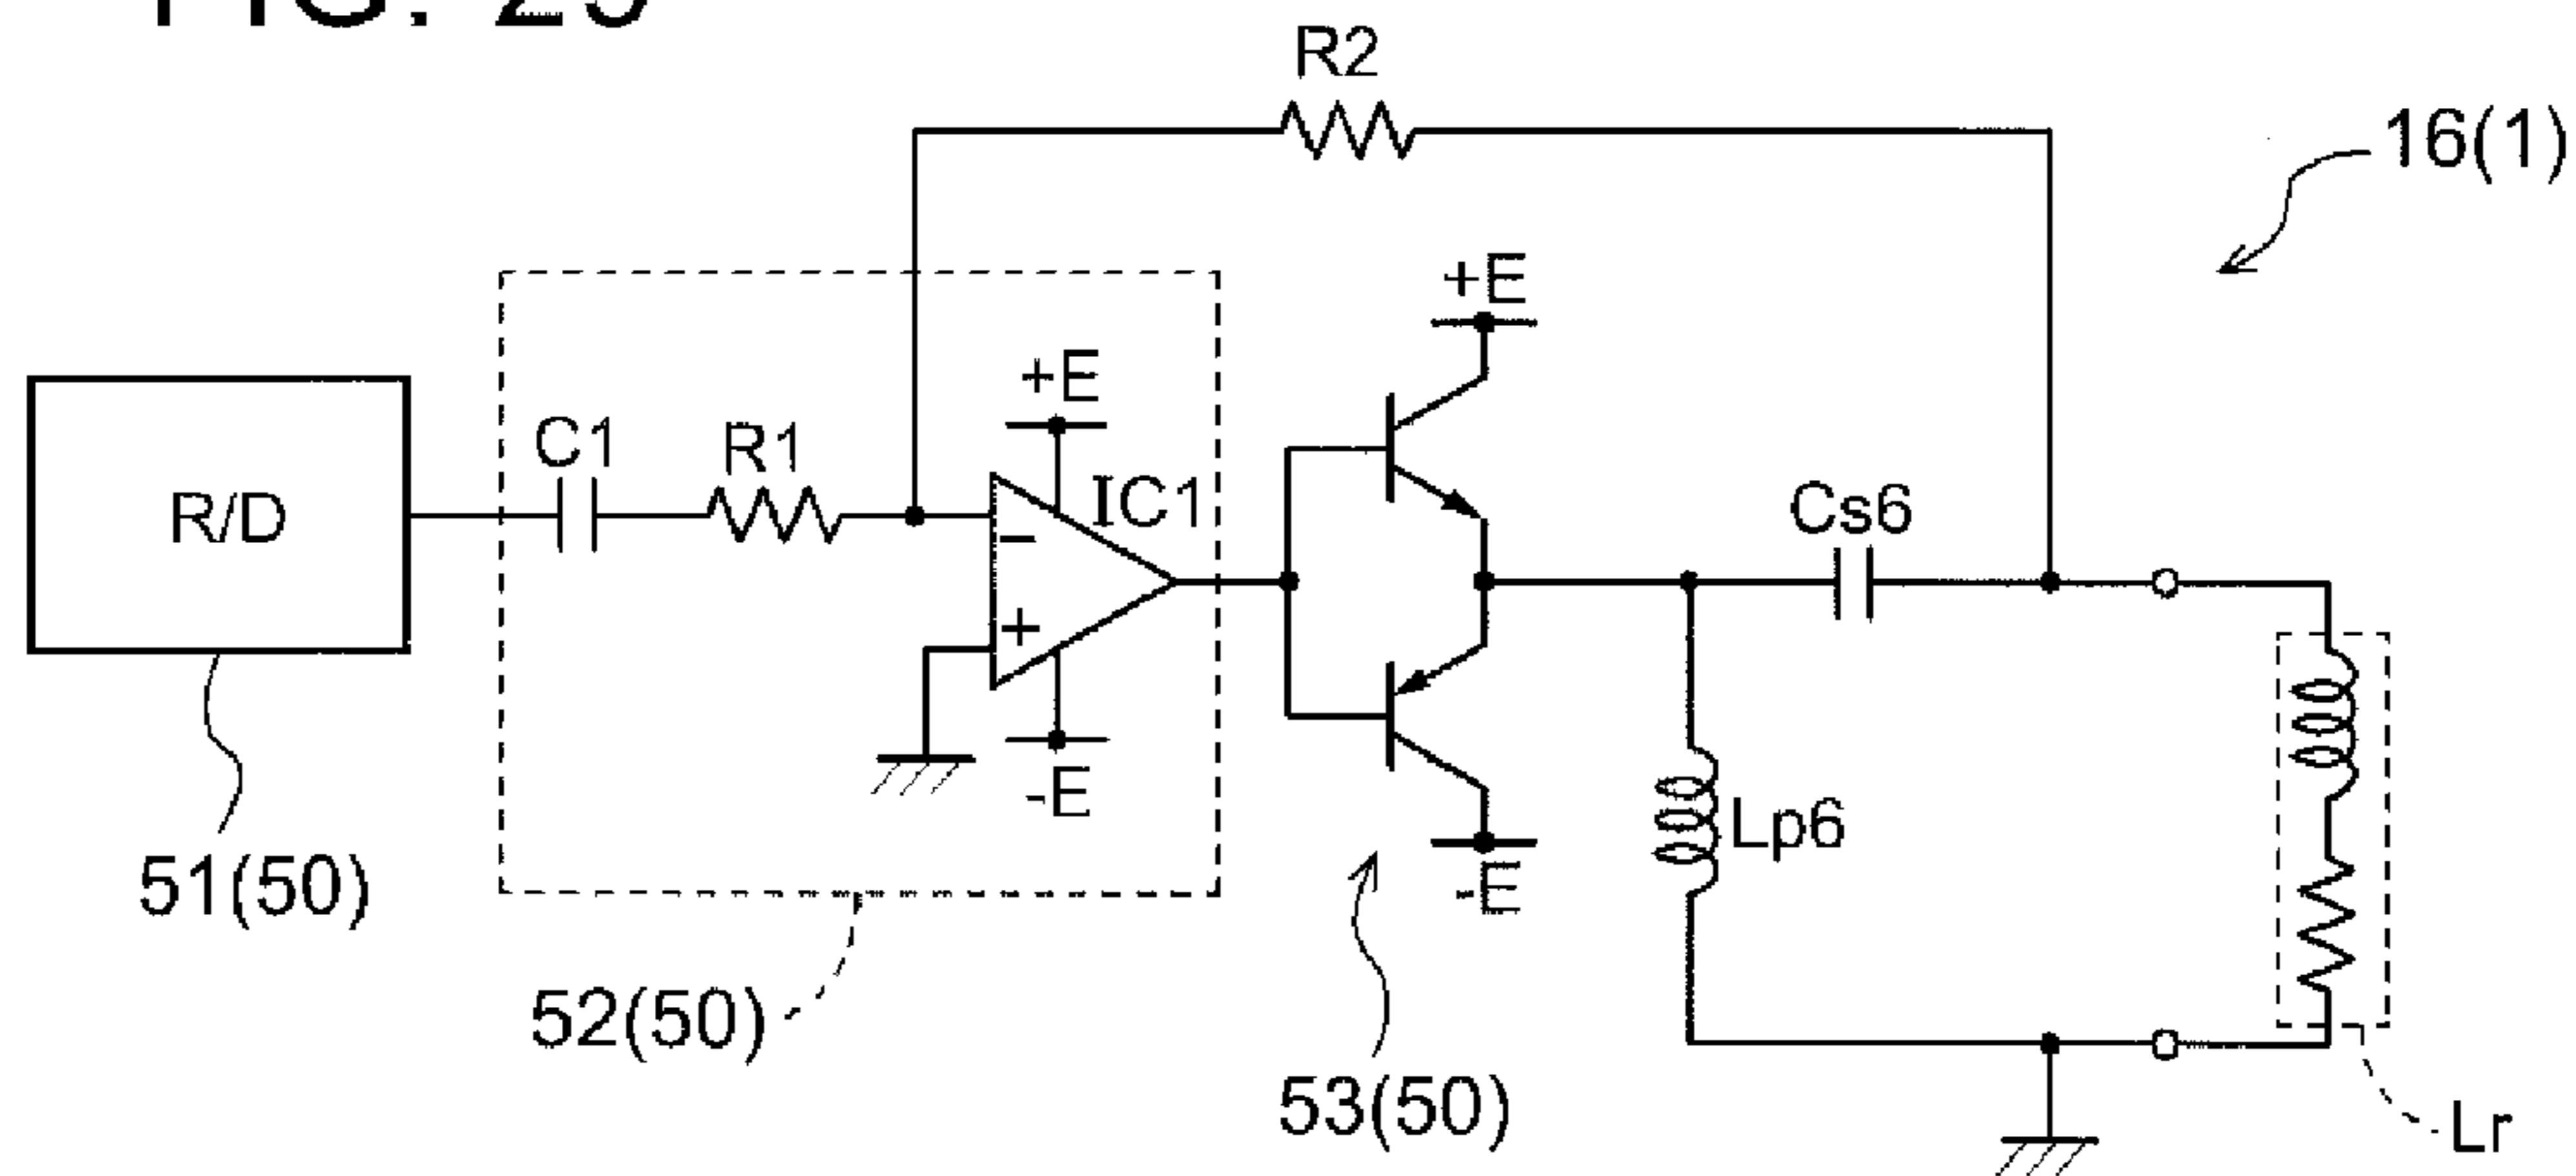 R2
16(1)
+E
+E
C1
R1
IC1
R/D
Cs6
−
+
-E
Lp6
-E
51(50)
52(50)
53(50)
Lr